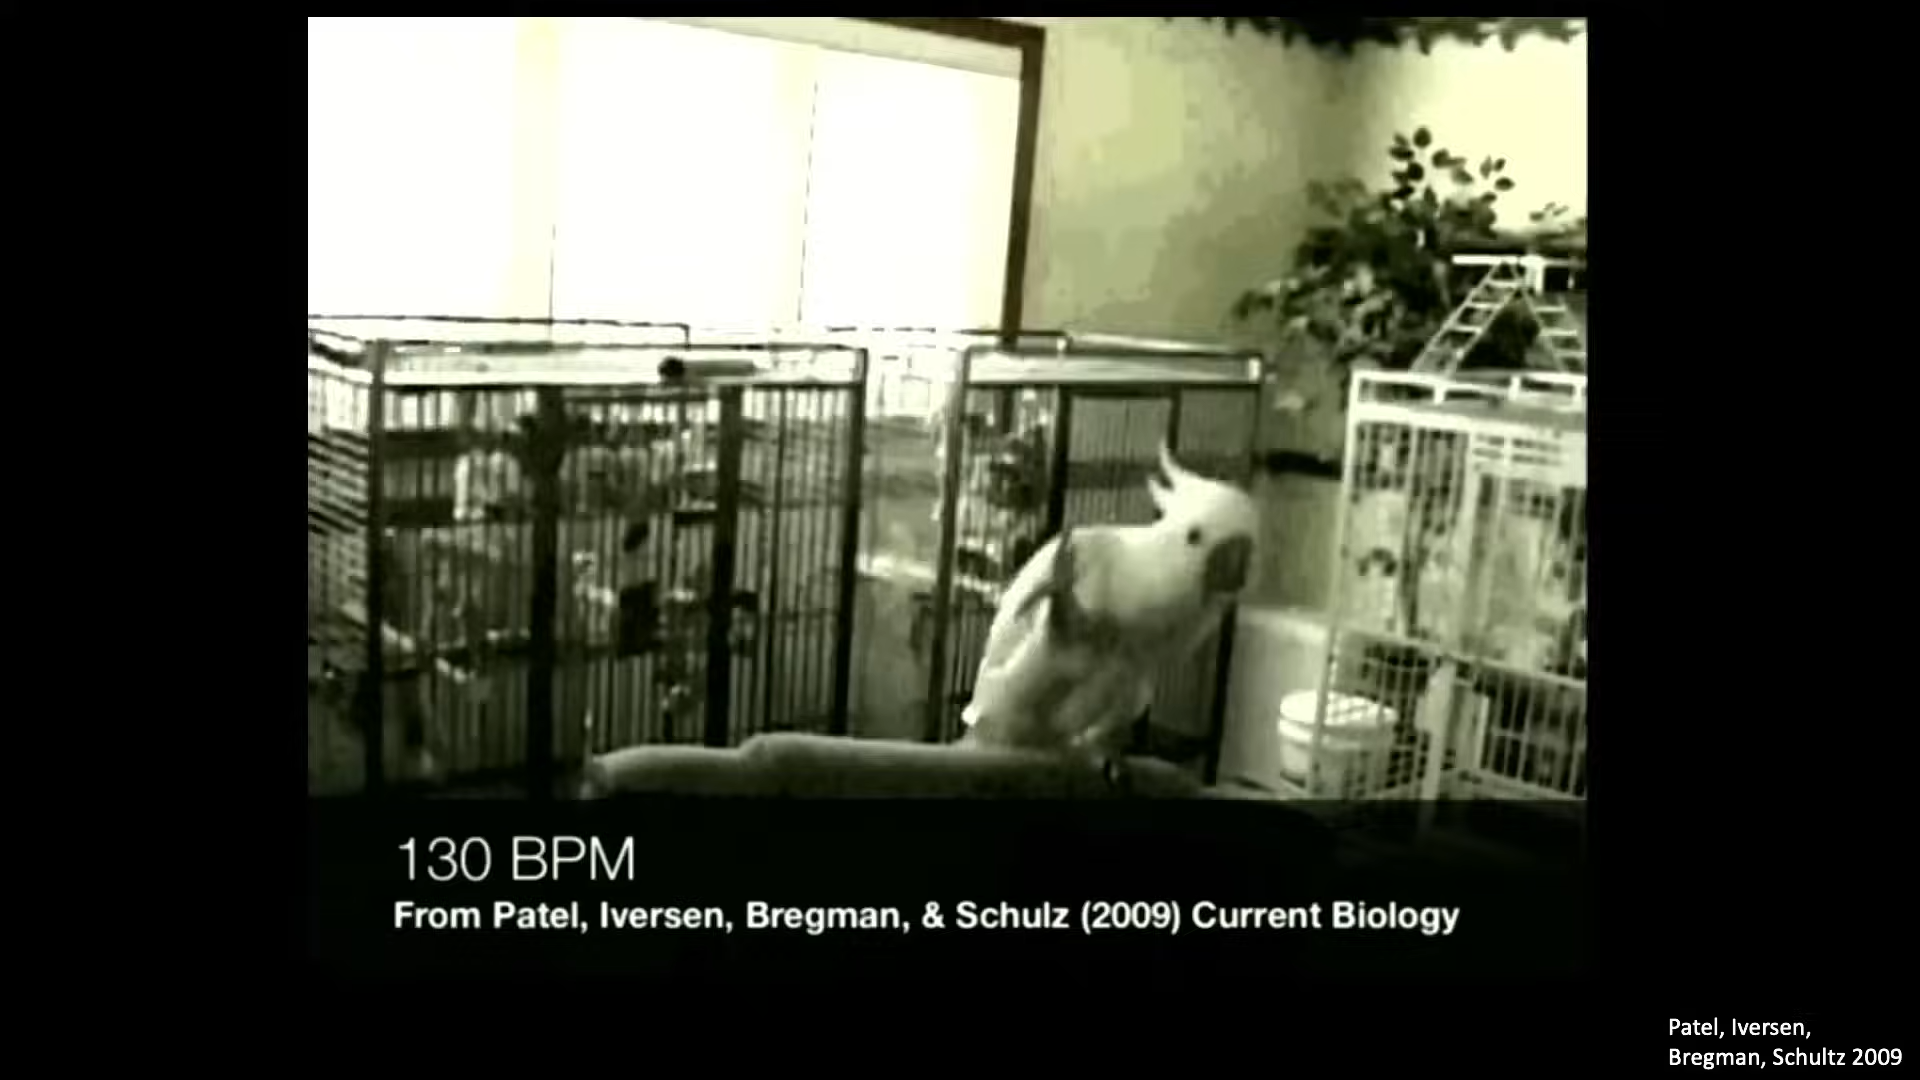 130 BPM
From Patel, Iversen, Bregman, & Schulz (2009) Current Biology
Patel, Iversen,
Bregman, Schultz 2009